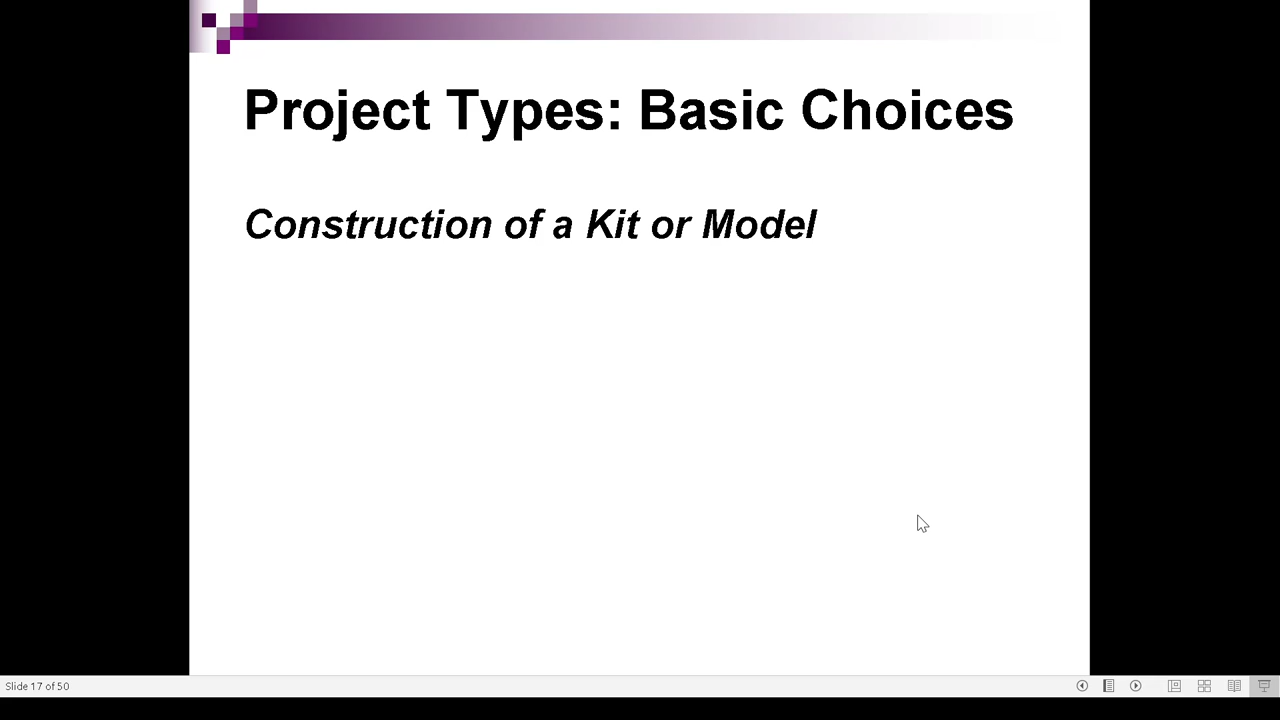 Project Types: Basic Choices
Construction of a Kit or Model
Slide 17 of 50